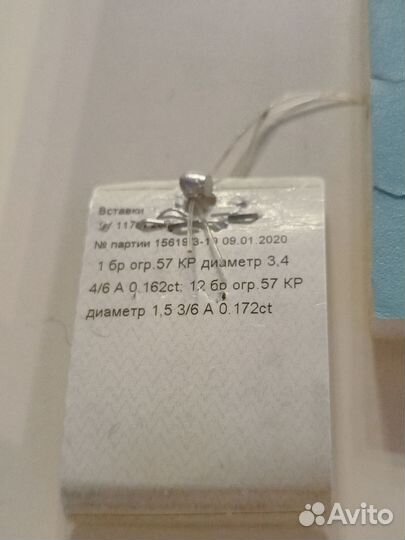 Вставки
№ партии 15619 3-19 09.01.2020
1 бр огр.57 КР диаметр 3,4
4/6 А 0.162ct; 12 бр огр.57 КР
диаметр 1,5 3/6 А 0.172ct
Avito